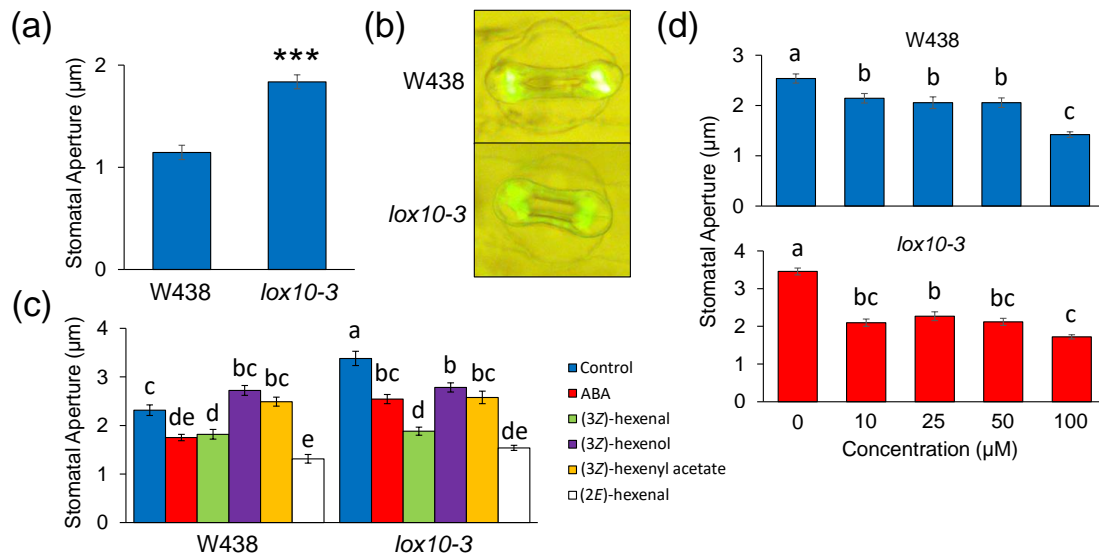 (a)
Stomatal Aperture (µm)
2
1
0
***
W438
lox10-3
(b)
W438
lox10-3
(c)
Stomatal Aperture (µm)
4
3
2
1
0
c
de
d
bc
bc
e
a
bc
d
b
bc
de
W438
lox10-3
Control
ABA
(3Z)-hexenal
(3Z)-hexenol
(3Z)-hexenyl acetate
(2E)-hexenal
(d)
W438
Stomatal Aperture (µm)
3
2
1
0
a
b
b
b
c
lox10-3
4
3
2
1
0
a
bc
b
bc
c
0 10 25 50 100
Concentration (µM)